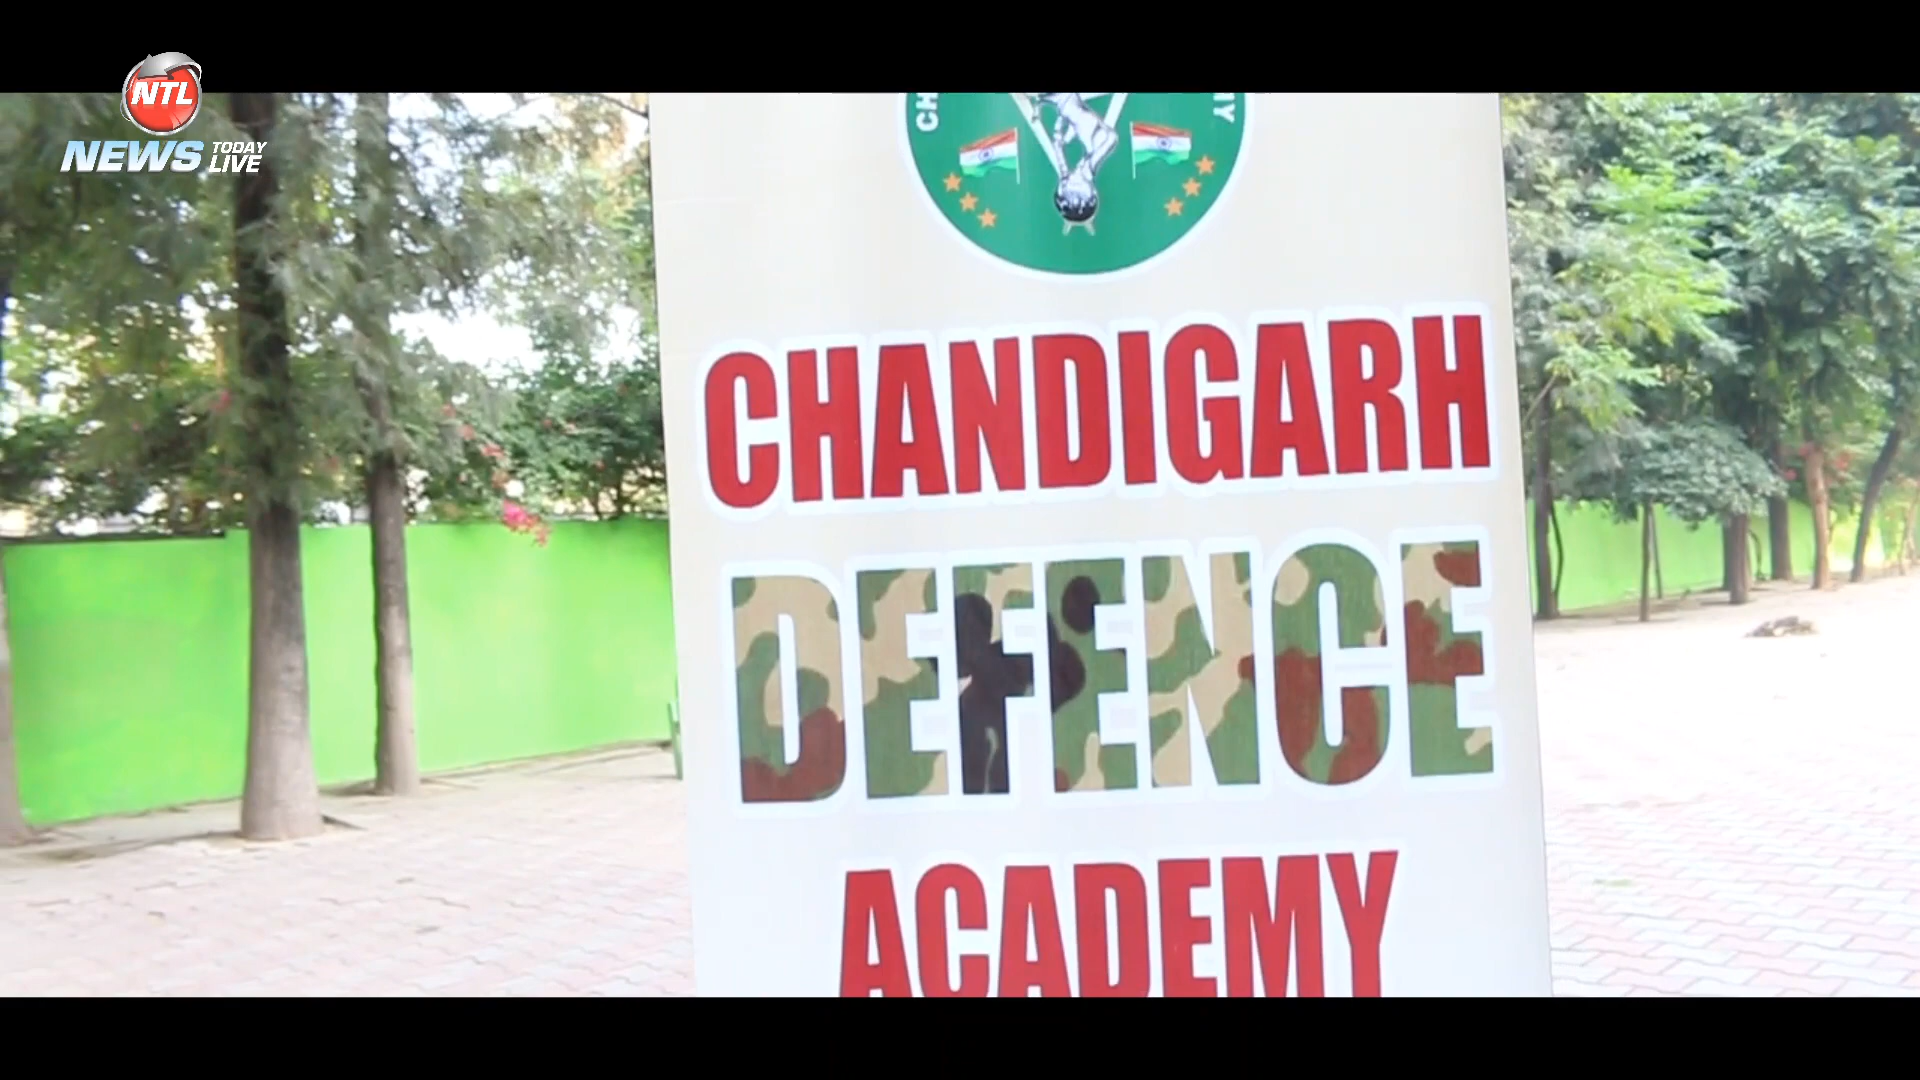 NTL
NEWS TODAY LIVE
CHANDIGARH
DEFENCE
ACADEMY